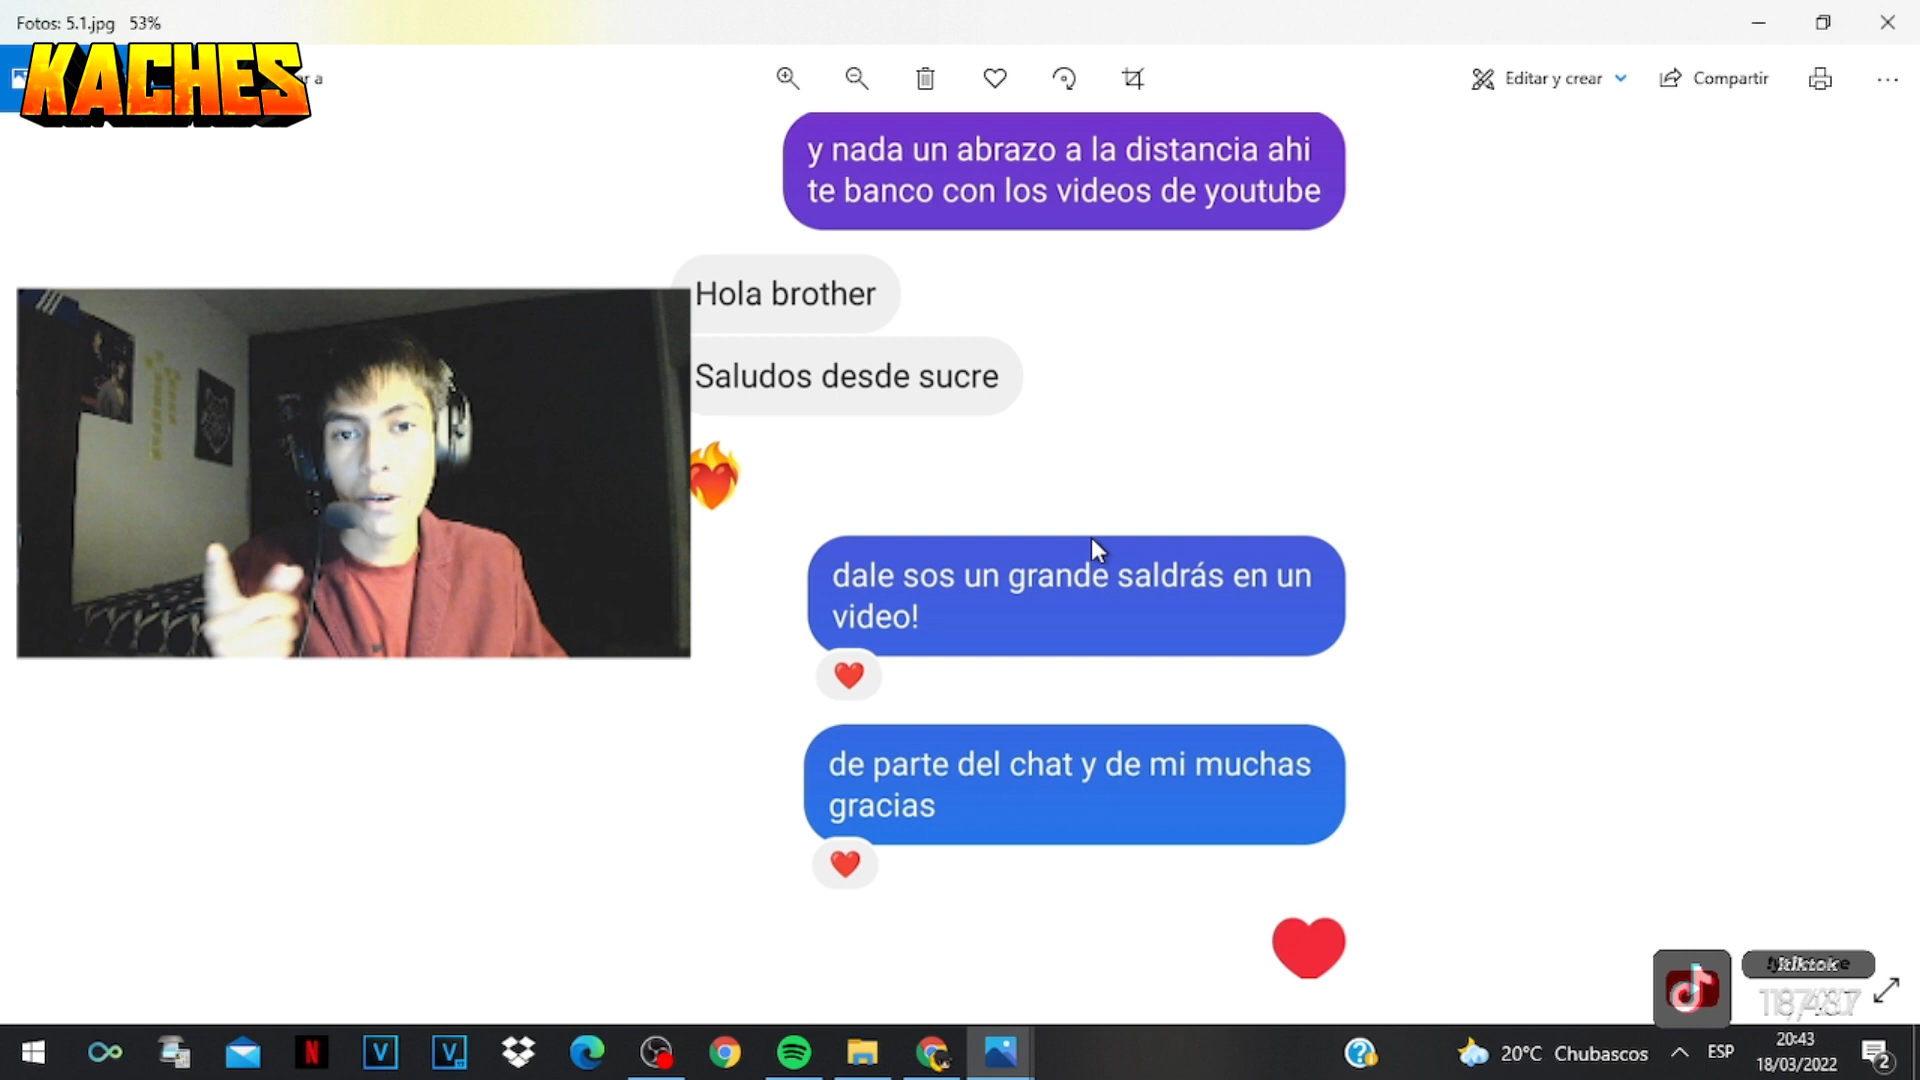 Fotos: 5.1.jpg 53%
KACHES
r a
Editar y crear
Compartir
y nada un abrazo a la distancia ahi
te banco con los videos de youtube
Hola brother
Saludos desde sucre
dale sos un grande saldrás en un
video!
de parte del chat y de mi muchas
gracias
20°C Chubascos
ESP
20:43
18/03/2022
2